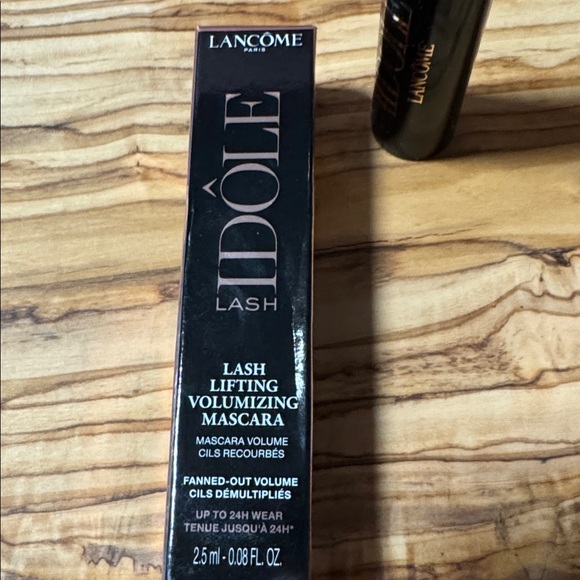 LANCÔME
PARIS
IDÔLE
LASH
LASH
LIFTING
VOLUMIZING
MASCARA
MASCARA VOLUME
CILS RECOURBÉS
FANNED-OUT VOLUME
CILS DÉMULTIPLIÉS
UP TO 24H WEAR
TENUE JUSQU'À 24H*
2.5 ml - 0.08 FL. OZ.
LANCÔME